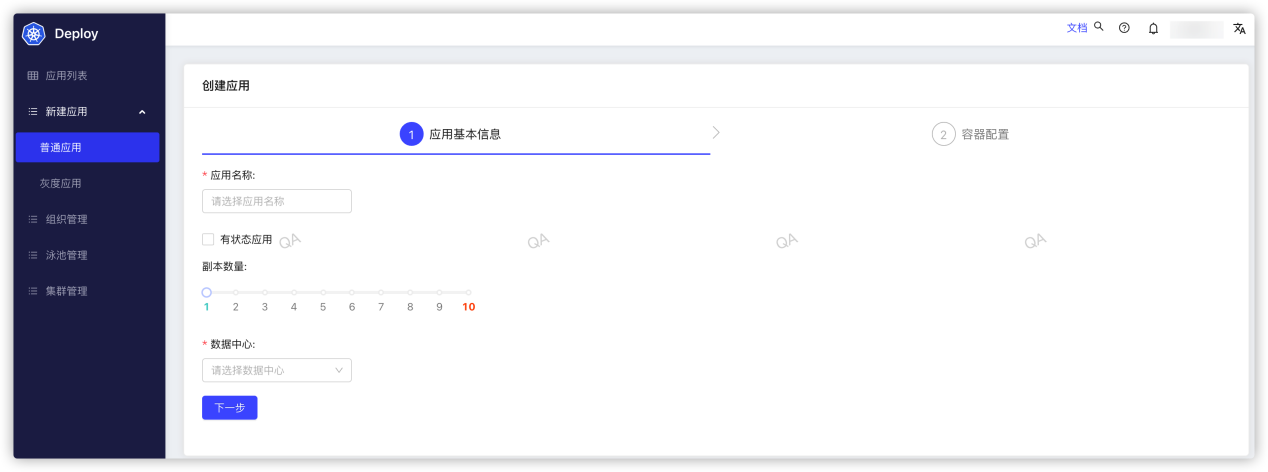 Deploy
文档
应用列表
新建应用
普通应用
灰度应用
组织管理
泳池管理
集群管理
创建应用
1 应用基本信息
2 容器配置
* 应用名称:
请选择应用名称
有状态应用
QA QA QA QA
副本数量:
1 2 3 4 5 6 7 8 9 10
* 数据中心:
请选择数据中心
下一步